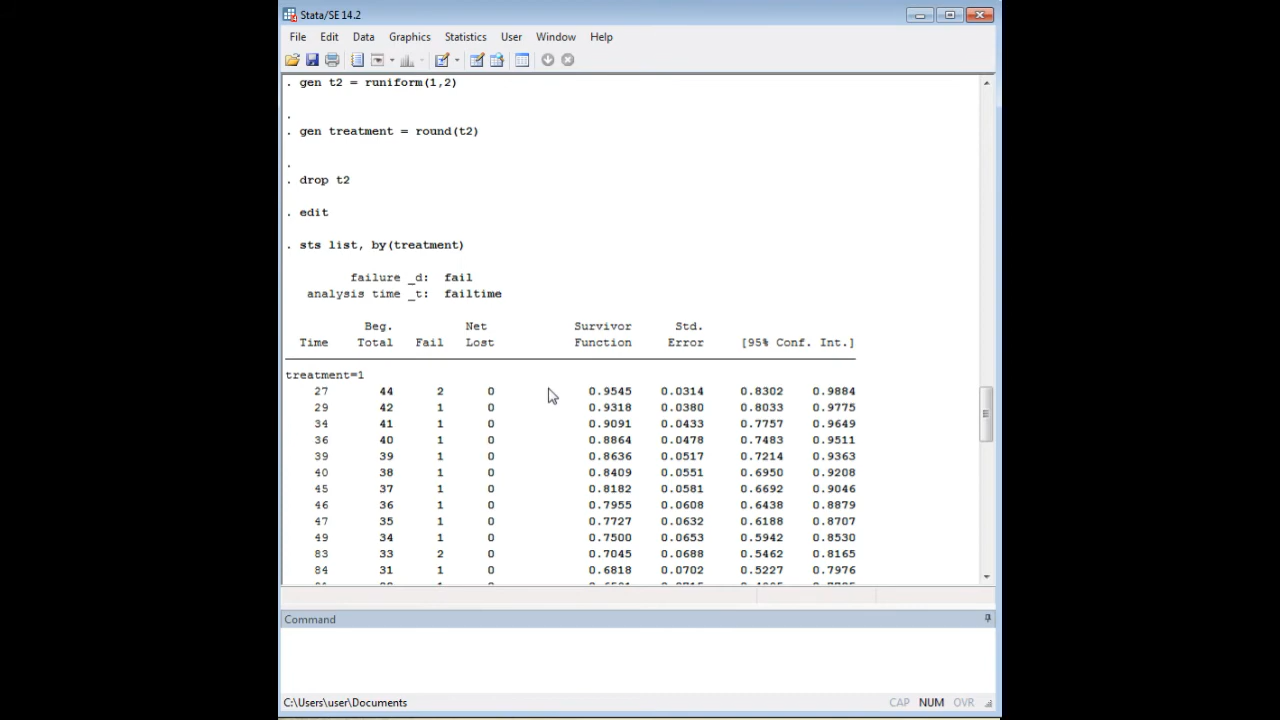 Stata/SE 14.2
File Edit Data Graphics Statistics User Window Help
. gen t2 = runiform(1,2)
.
. gen treatment = round(t2)
.
. drop t2
. edit
. sts list, by(treatment)
failure _d: fail
analysis time _t: failtime
Beg. Net Survivor Std.
Time Total Fail Lost Function Error [95% Conf. Int.]
treatment=1
27 44 2 0 0.9545 0.0314 0.8302 0.9884
29 42 1 0 0.9318 0.0380 0.8033 0.9775
34 41 1 0 0.9091 0.0433 0.7757 0.9649
36 40 1 0 0.8864 0.0478 0.7483 0.9511
39 39 1 0 0.8636 0.0517 0.7214 0.9363
40 38 1 0 0.8409 0.0551 0.6950 0.9208
45 37 1 0 0.8182 0.0581 0.6692 0.9046
46 36 1 0 0.7955 0.0608 0.6438 0.8879
47 35 1 0 0.7727 0.0632 0.6188 0.8707
49 34 1 0 0.7500 0.0653 0.5942 0.8530
83 33 2 0 0.7045 0.0688 0.5462 0.8165
84 31 1 0 0.6818 0.0702 0.5227 0.7976
Command
C:\Users\user\Documents CAP NUM OVR